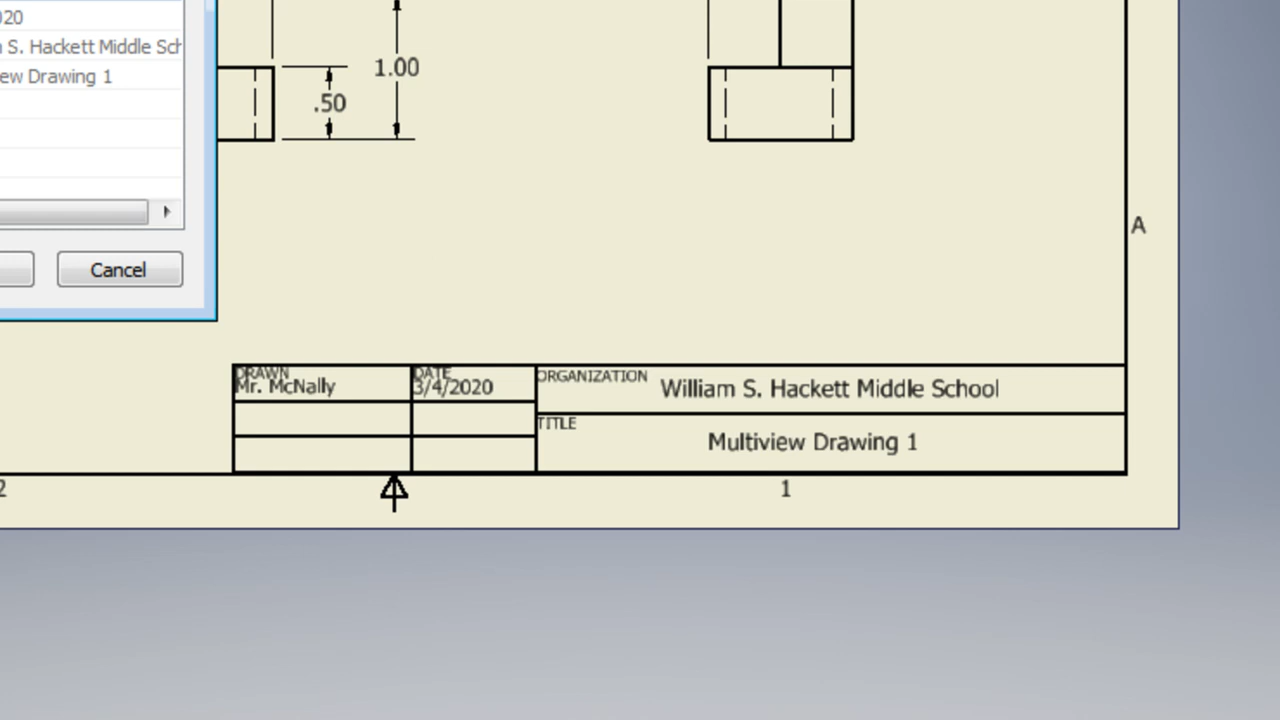 020
S. Hackett Middle Sch
ew Drawing 1
Cancel
1.00
.50
A
DRAWN
Mr. McNally
DATE
3/4/2020
ORGANIZATION
William S. Hackett Middle School
TITLE
Multiview Drawing 1
2
1